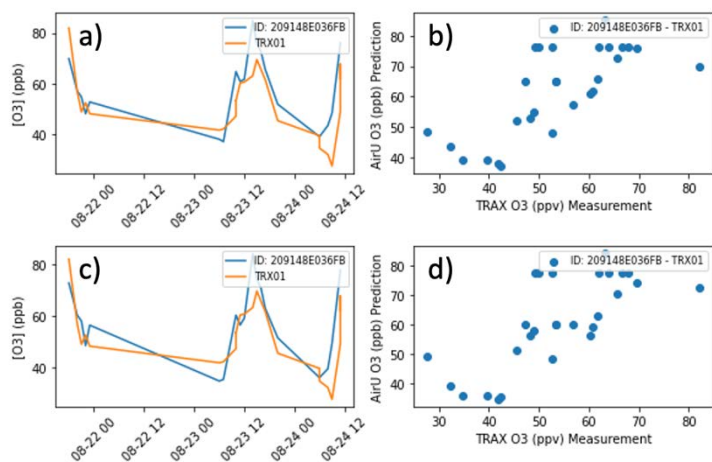 a)
80
60
40
[O3] (ppb)
ID: 209148E036FB
TRX01
08-22 00
08-22 12
08-23 00
08-23 12
08-24 00
08-24 12
b)
80
70
60
50
40
AirU O3 (ppb) Prediction
ID: 209148E036FB - TRX01
30 40 50 60 70 80
TRAX O3 (ppv) Measurement
c)
80
60
40
[O3] (ppb)
ID: 209148E036FB
TRX01
08-22 00
08-22 12
08-23 00
08-23 12
08-24 00
08-24 12
d)
80
70
60
50
40
AirU O3 (ppb) Prediction
ID: 209148E036FB - TRX01
30 40 50 60 70 80
TRAX O3 (ppv) Measurement